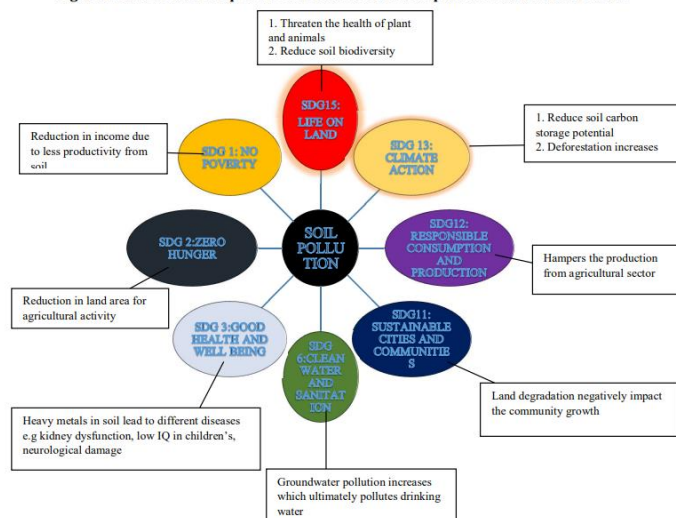 1. Threaten the health of plant
and animals
2. Reduce soil biodiversity
SDG15:
LIFE ON
LAND
Reduction in income due
to less productivity from
soil
SDG 1: NO
POVERTY
SDG 13:
CLIMATE
ACTION
1. Reduce soil carbon
storage potential
2. Deforestation increases
SDG 2:ZERO
HUNGER
SOIL
POLLU
TION
SDG12:
RESPONSIBLE
CONSUMPTION
AND
PRODUCTION
Hampers the production
from agricultural sector
Reduction in land area for
agricultural activity
SDG 3:GOOD
HEALTH AND
WELL BEING
SDG
6:CLEAN
WATER
AND
SANITAT
ION
SDG11:
SUSTAINABLE
CITIES AND
COMMUNITIE
S
Land degradation negatively impact
the community growth
Heavy metals in soil lead to different diseases
e.g kidney dysfunction, low IQ in children's,
neurological damage
Groundwater pollution increases
which ultimately pollutes drinking
water